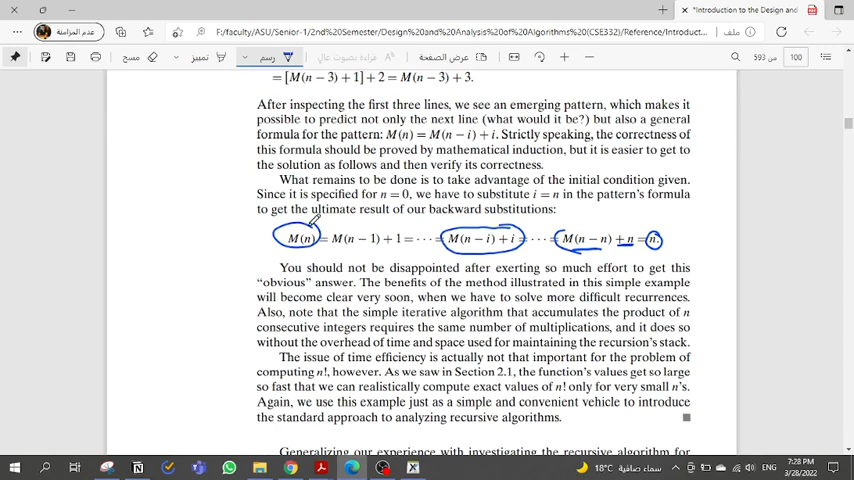 "Introduction to the Design and
عدم المزامنة
ملف
F:/faculty/ASU/Senior-1/2nd%20Semester/Design%20and%20Analysis%20of%20Algorithms%20(CSE332)/Reference/Introduct...
تمييز
رسم
قراءة بصوت عالٍ
عرض الصفحة
من 593
100
= [M(n − 3) + 1] + 2 = M(n − 3) + 3.
After inspecting the first three lines, we see an emerging pattern, which makes it
possible to predict not only the next line (what would it be?) but also a general
formula for the pattern: M(n) = M(n − i) + i. Strictly speaking, the correctness of
this formula should be proved by mathematical induction, but it is easier to get to
the solution as follows and then verify its correctness.
What remains to be done is to take advantage of the initial condition given.
Since it is specified for n = 0, we have to substitute i = n in the pattern's formula
to get the ultimate result of our backward substitutions:
M(n) = M(n − 1) + 1 = · · · = M(n − i) + i = · · · = M(n − n) + n = n.
You should not be disappointed after exerting so much effort to get this
"obvious" answer. The benefits of the method illustrated in this simple example
will become clear very soon, when we have to solve more difficult recurrences.
Also, note that the simple iterative algorithm that accumulates the product of n
consecutive integers requires the same number of multiplications, and it does so
without the overhead of time and space used for maintaining the recursion's stack.
The issue of time efficiency is actually not that important for the problem of
computing n!, however. As we saw in Section 2.1, the function's values get so large
so fast that we can realistically compute exact values of n! only for very small n's.
Again, we use this example just as a simple and convenient vehicle to introduce
the standard approach to analyzing recursive algorithms.
Generalizing our experience with investigating the recursive algorithm for
18°C سماء صافية
ENG
7:28 PM
3/28/2022